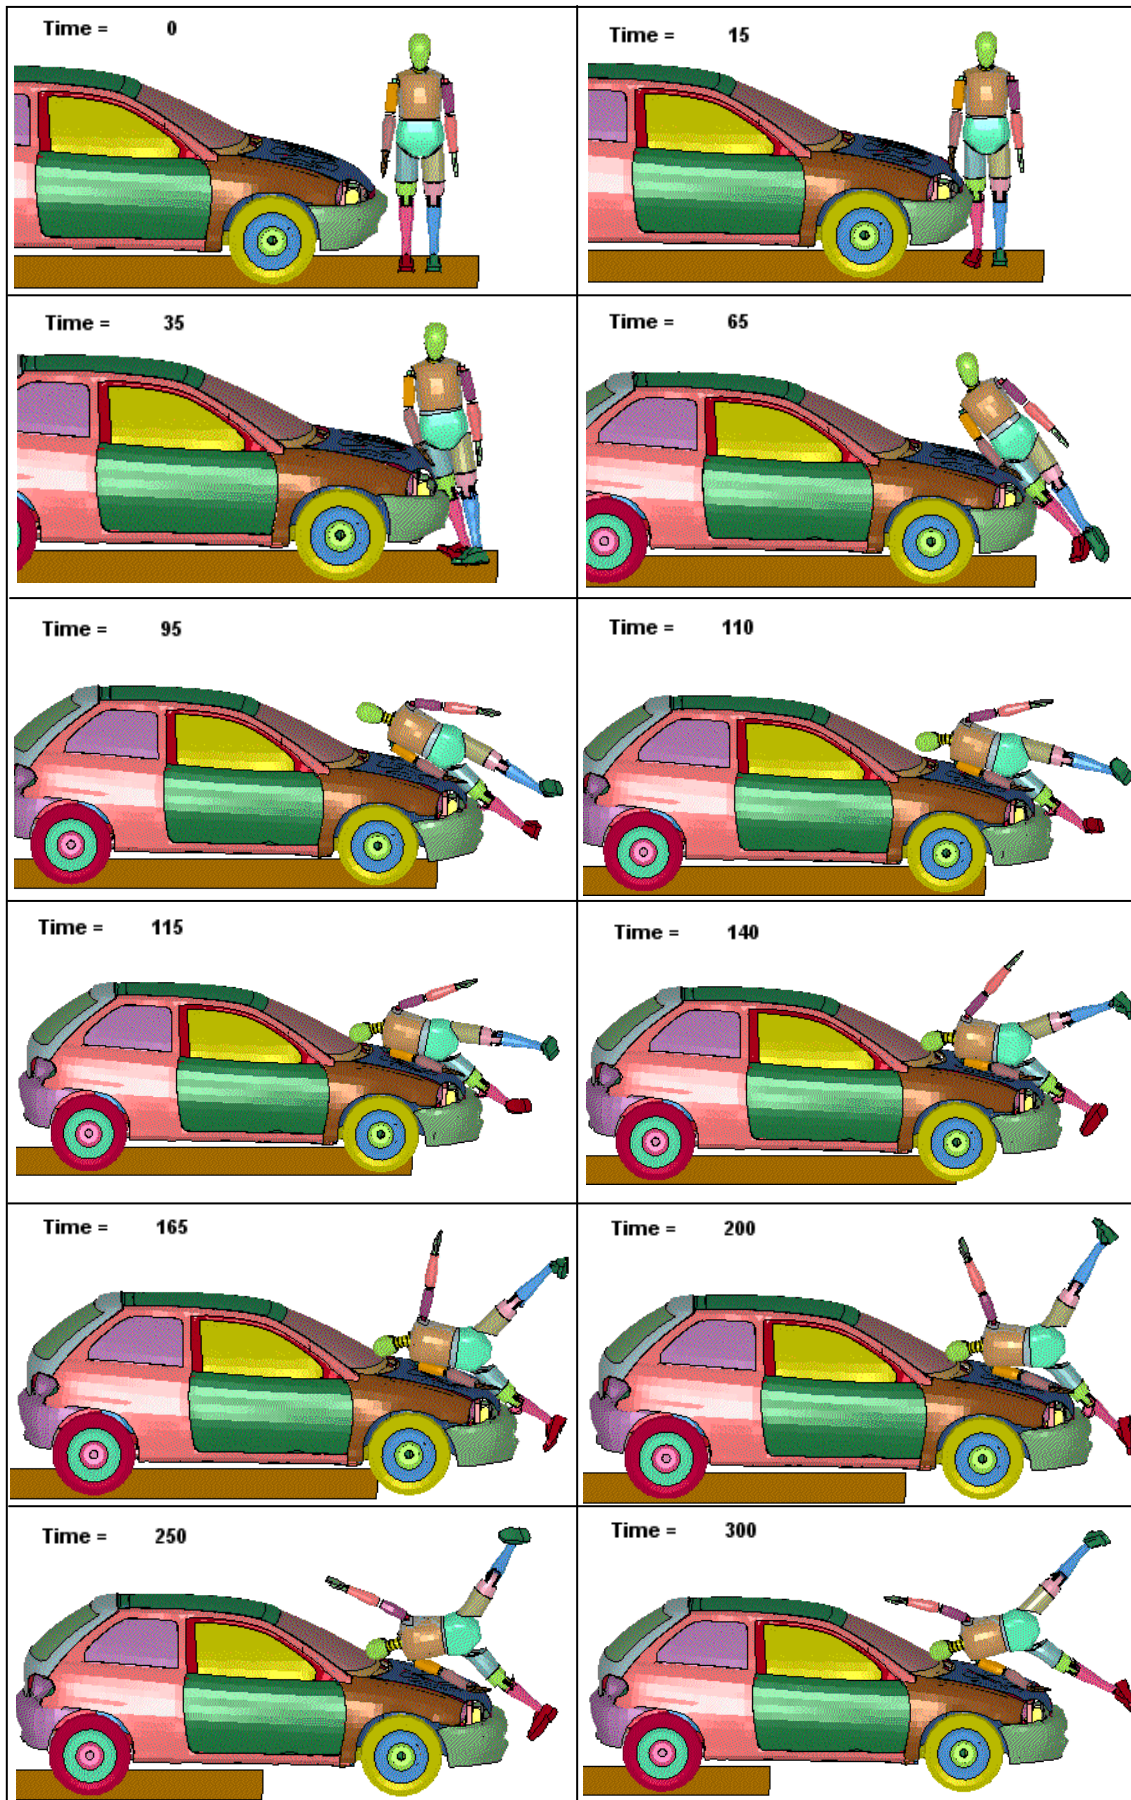 Time = 0
Time = 15
Time = 35
Time = 65
Time = 95
Time = 110
Time = 115
Time = 140
Time = 165
Time = 200
Time = 250
Time = 300